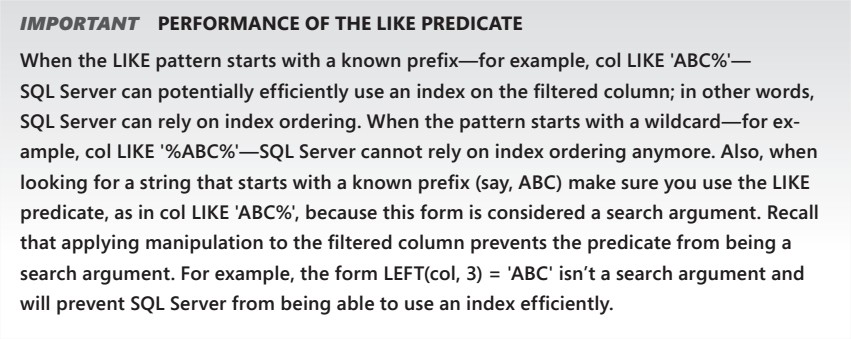 IMPORTANT PERFORMANCE OF THE LIKE PREDICATE
When the LIKE pattern starts with a known prefix—for example, col LIKE 'ABC%'—
SQL Server can potentially efficiently use an index on the filtered column; in other words,
SQL Server can rely on index ordering. When the pattern starts with a wildcard—for ex-
ample, col LIKE '%ABC%'—SQL Server cannot rely on index ordering anymore. Also, when
looking for a string that starts with a known prefix (say, ABC) make sure you use the LIKE
predicate, as in col LIKE 'ABC%', because this form is considered a search argument. Recall
that applying manipulation to the filtered column prevents the predicate from being a
search argument. For example, the form LEFT(col, 3) = 'ABC' isn't a search argument and
will prevent SQL Server from being able to use an index efficiently.